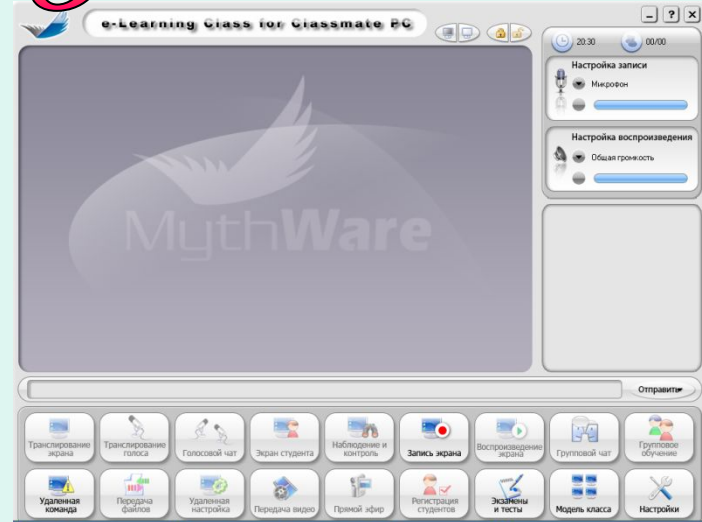 e-Learning Class for Classmate PC
20:30
00/00
Настройка записи
Микрофон
Настройка воспроизведения
Общая громкость
MythWare
Отправить
Транслирование
экрана
Транслирование
голоса
Голосовой чат
Экран студента
Наблюдение и
контроль
Запись экрана
Воспроизведение
экрана
Групповой чат
Групповое
обучение
Удаленная
команда
Передача
файлов
Удаленная
настройка
Передача видео
Прямой эфир
Регистрация
студентов
Экзамены
и тесты
Модель класса
Настройки